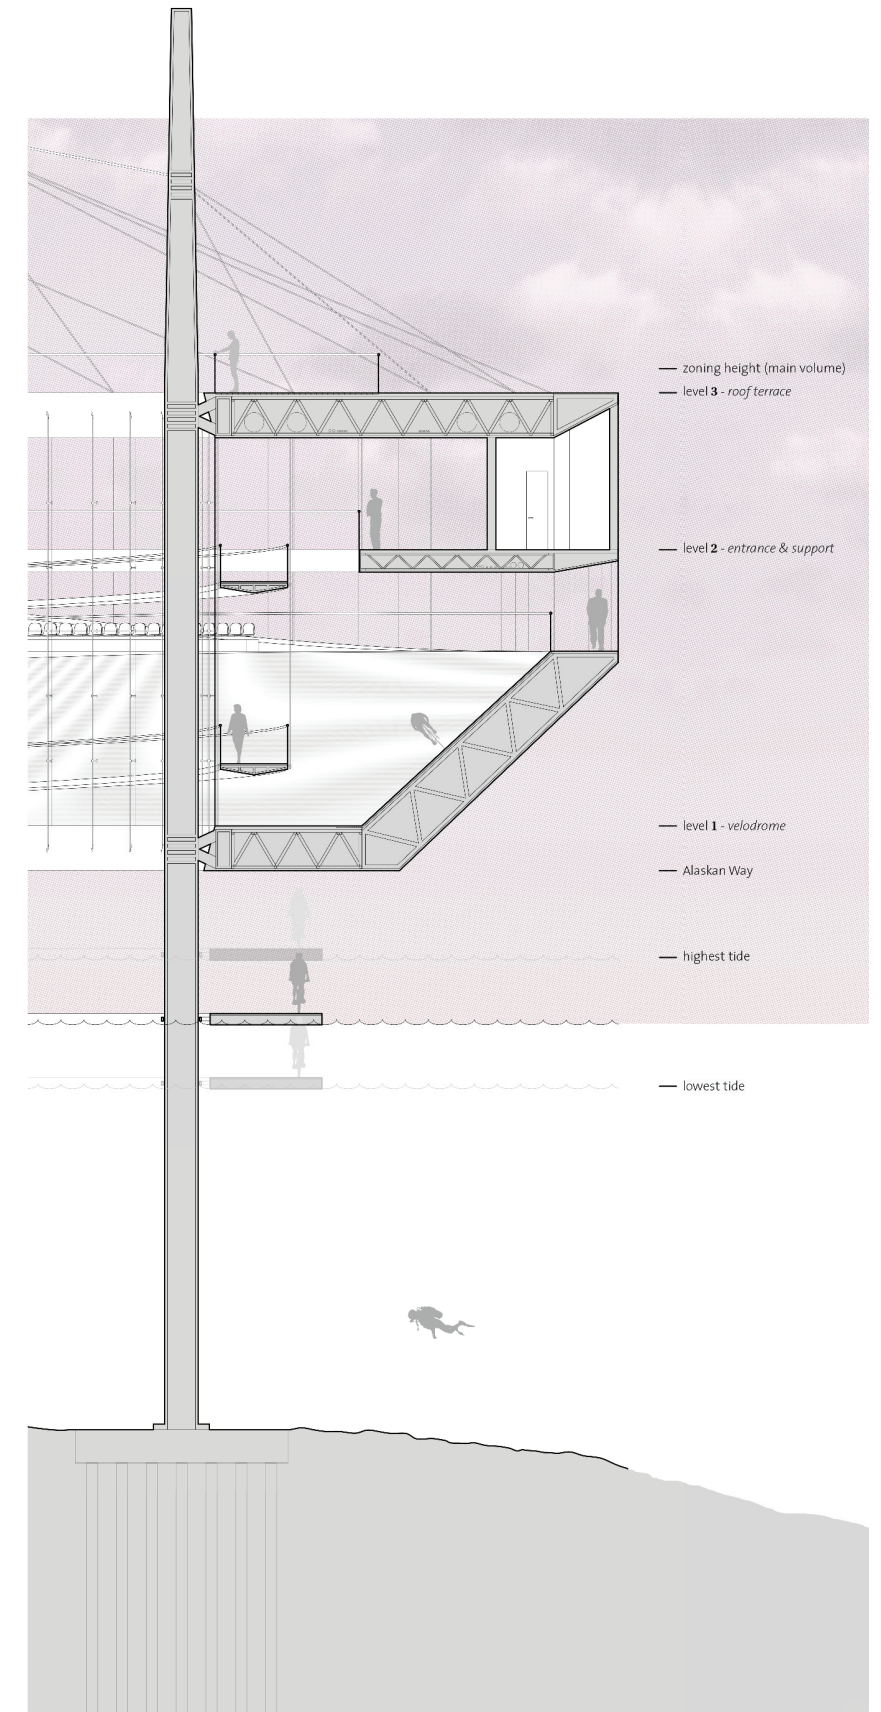 zoning height (main volume)
level 3 - roof terrace
level 2 - entrance & support
level 1 - velodrome
Alaskan Way
highest tide
lowest tide